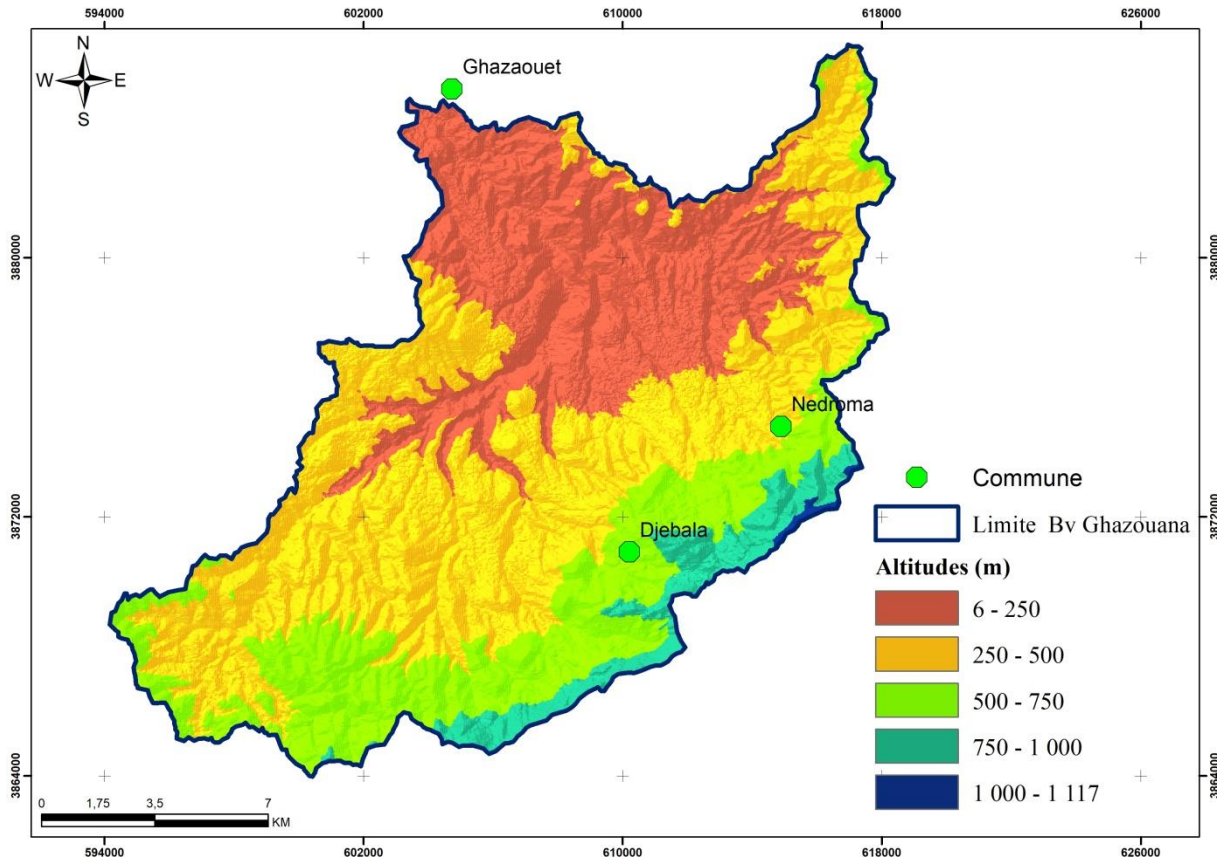 594000 602000 610000 618000 626000
N
W E
S
Ghazaouet
3880000 3880000
Nedroma
Commune
3872000 3872000
Limite Bv Ghazouana
Djebala
Altitudes (m)
6 - 250
250 - 500
500 - 750
750 - 1 000
1 000 - 1 117
3864000 3864000
0 1,75 3,5 7
KM
594000 602000 610000 618000 626000